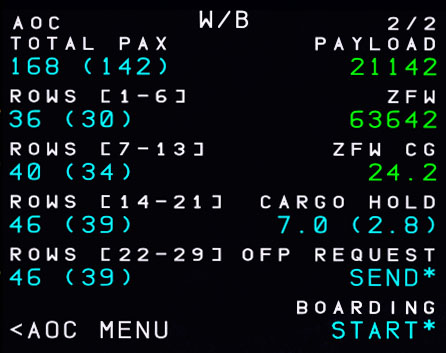 W/B
AOC 2/2
TOTAL PAX PAYLOAD
168 (142) 21142
ROWS [1-6] ZFW
36 (30) 63642
ROWS [7-13] ZFW CG
40 (34) 24.2
ROWS [14-21] CARGO HOLD
46 (39) 7.0 (2.8)
ROWS [22-29] OFP REQUEST
46 (39) SEND*
BOARDING
<AOC MENU START*